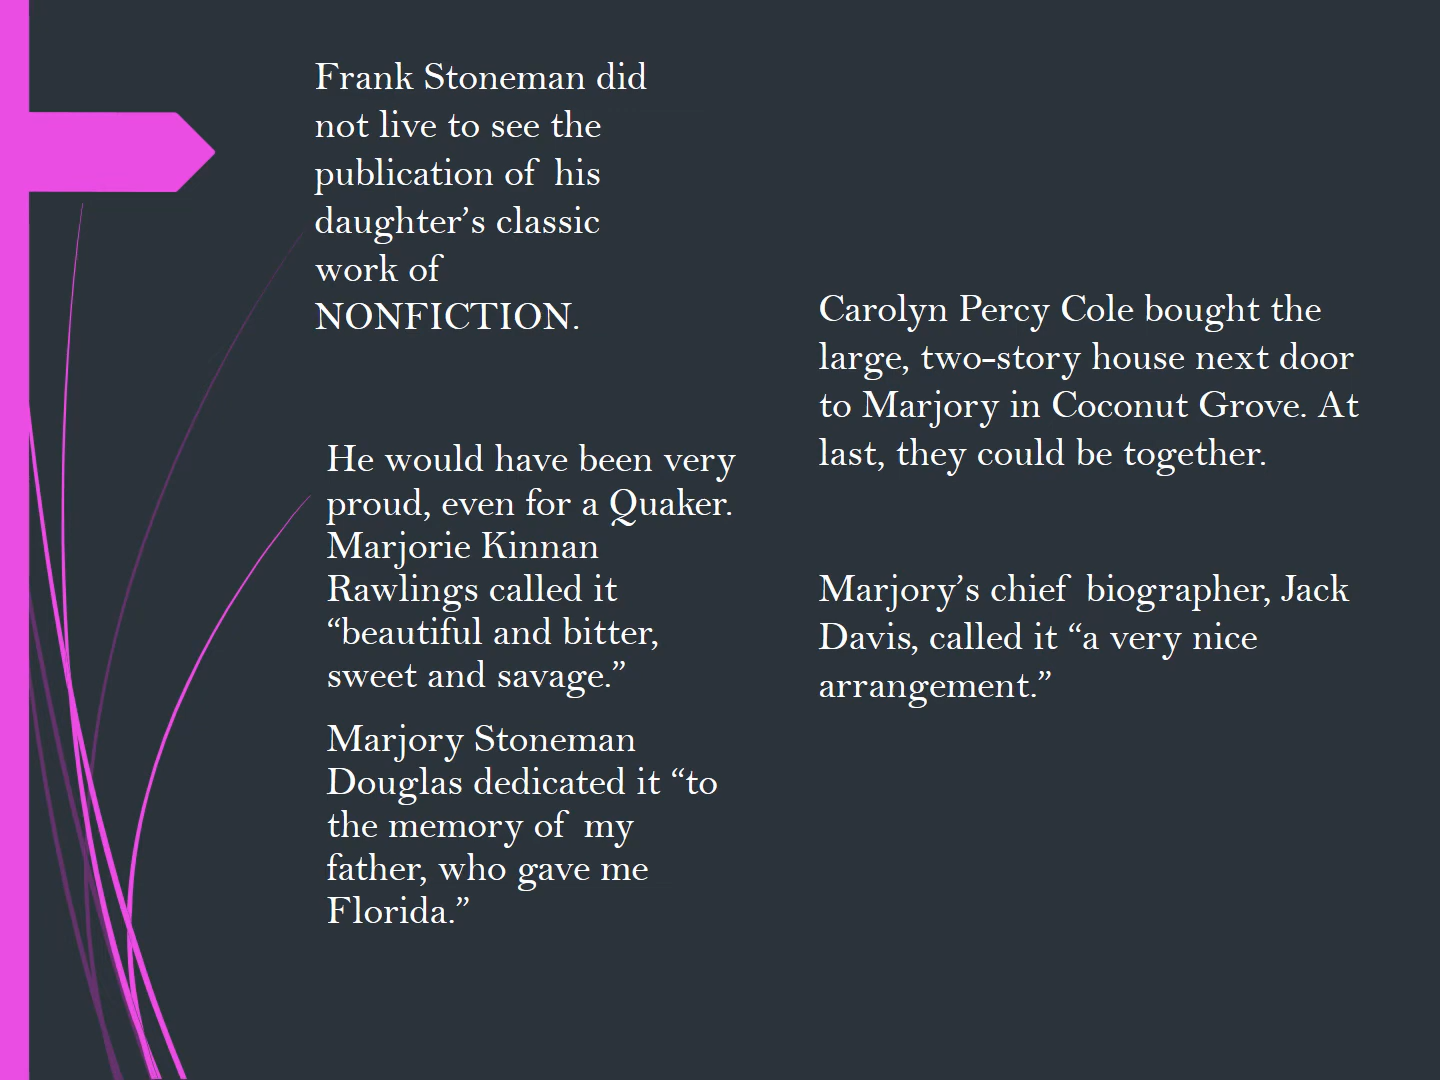 Frank Stoneman did
not live to see the
publication of his
daughter’s classic
work of
NONFICTION.
He would have been very
proud, even for a Quaker.
Marjorie Kinnan
Rawlings called it
“beautiful and bitter,
sweet and savage.”
Marjory Stoneman
Douglas dedicated it “to
the memory of my
father, who gave me
Florida.”
Carolyn Percy Cole bought the
large, two-story house next door
to Marjory in Coconut Grove. At
last, they could be together.
Marjory’s chief biographer, Jack
Davis, called it “a very nice
arrangement.”